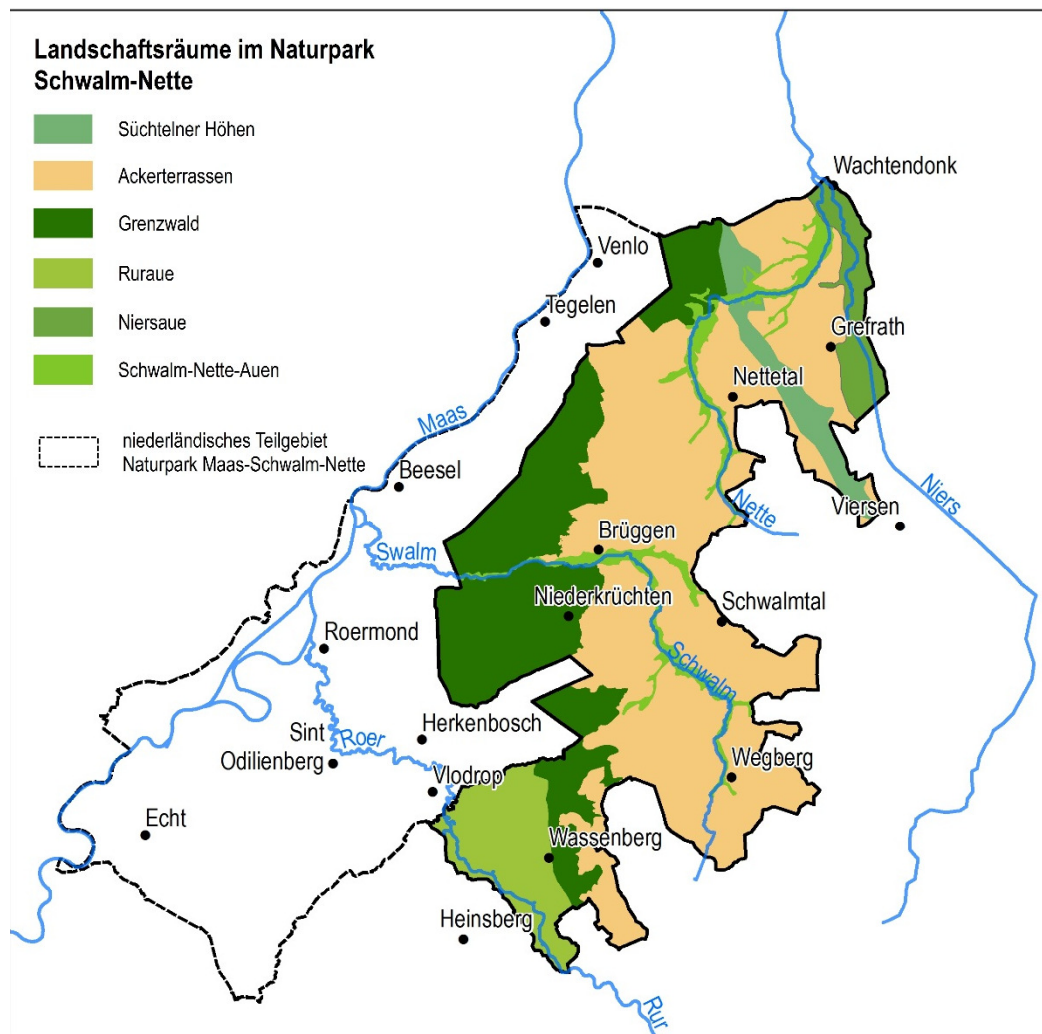 Landschaftsräume im Naturpark
Schwalm-Nette
Süchtelner Höhen
Ackerterrassen
Grenzwald
Ruraue
Niersaue
Schwalm-Nette-Auen
niederländisches Teilgebiet
Naturpark Maas-Schwalm-Nette
Wachtendonk
Venlo
Tegelen
Grefrath
Nettetal
Maas
Beesel
Niers
Viersen
Nette
Brüggen
Swalm
Niederkrüchten
Schwalmtal
Roermond
Schwalm
Herkenbosch
Sint
Odilienberg
Roer
Vlodrop
Wegberg
Echt
Wassenberg
Heinsberg
Rur